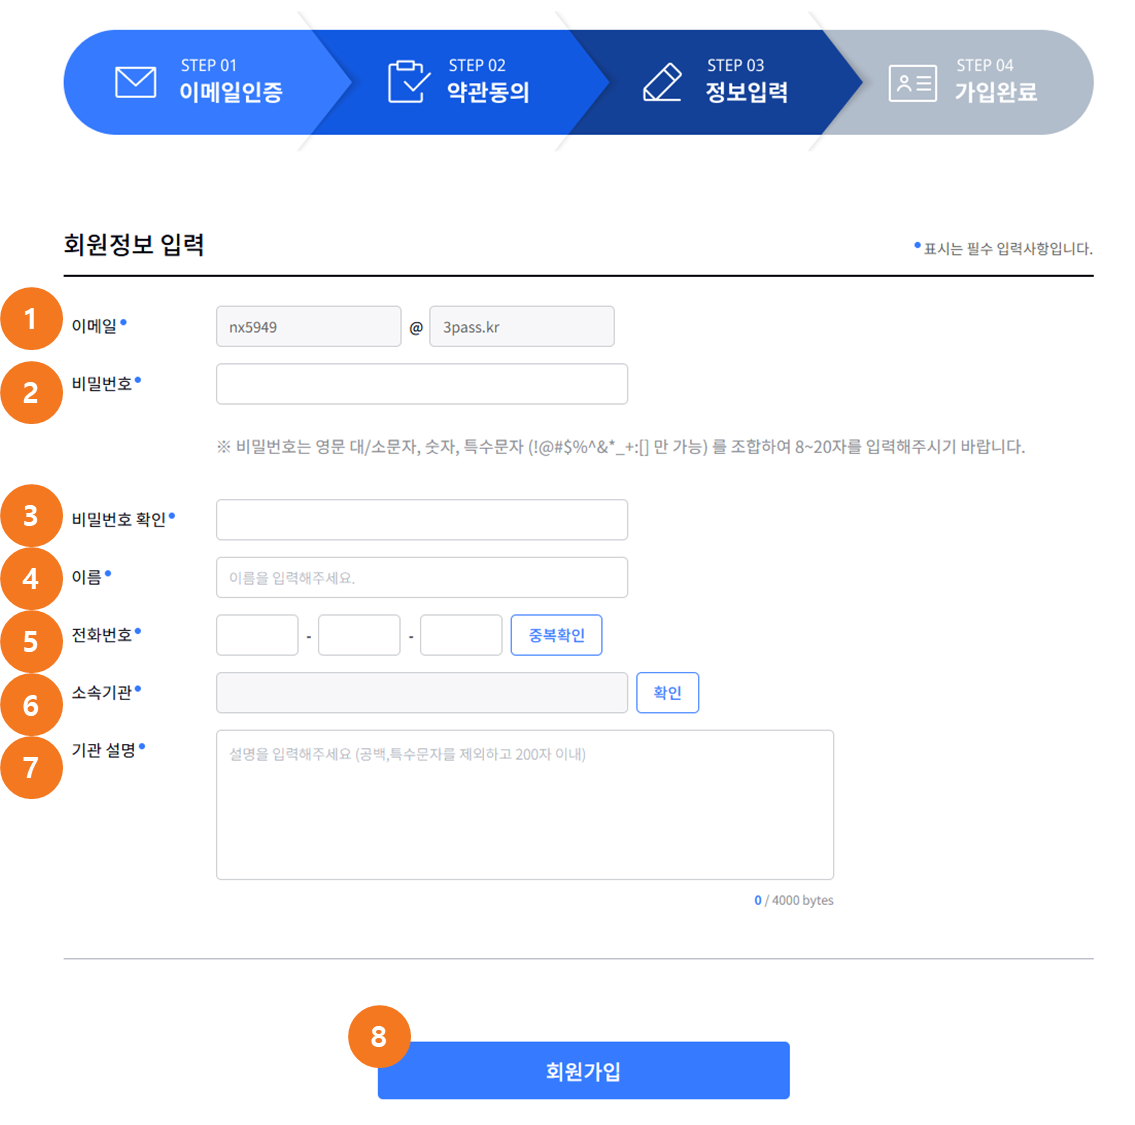 STEP 01
이메일인증
STEP 02
약관동의
STEP 03
정보입력
STEP 04
가입완료
회원정보 입력
표시는 필수 입력사항입니다.
1
이메일
nx5949 @ 3pass.kr
2
비밀번호
※ 비밀번호는 영문 대/소문자, 숫자, 특수문자 (!@#$%^&*_+:[] 만 가능) 를 조합하여 8~20자를 입력해주시기 바랍니다.
3
비밀번호 확인
4
이름
이름을 입력해주세요.
5
전화번호
- - 중복확인
6
소속기관
확인
7
기관 설명
설명을 입력해주세요 (공백,특수문자를 제외하고 200자 이내)
0 / 4000 bytes
8
회원가입